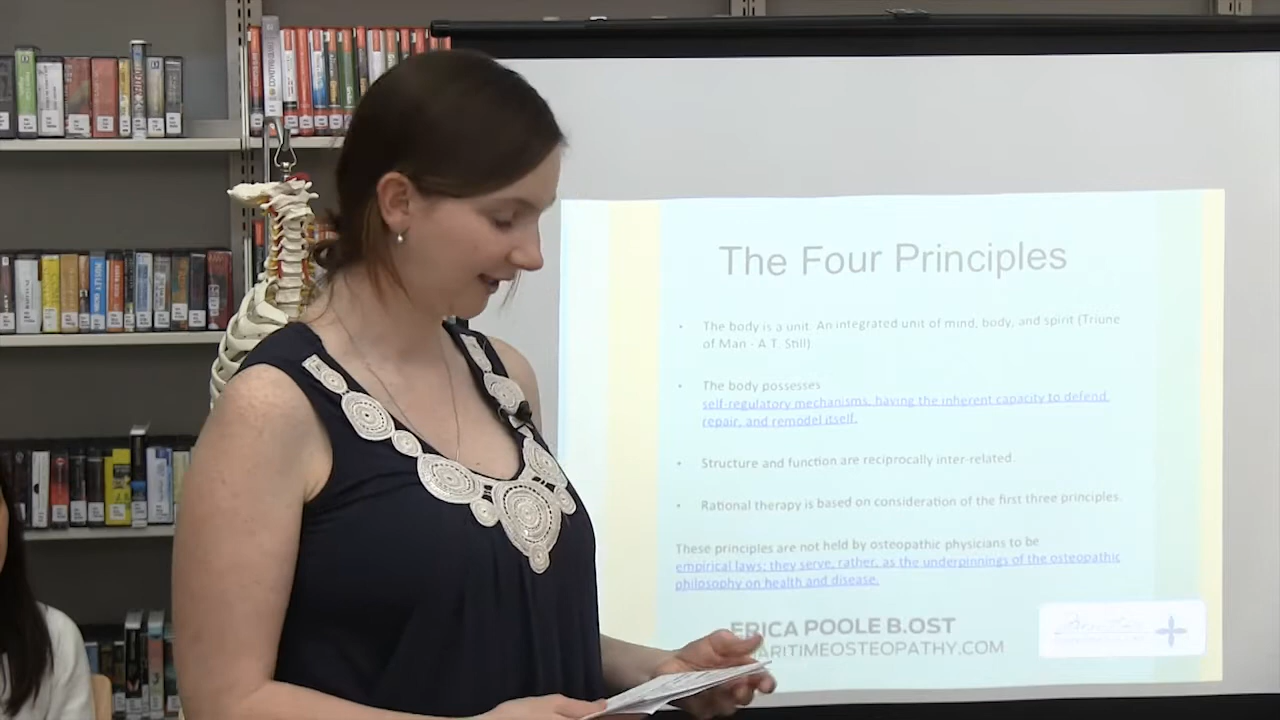 The Four Principles
• The body is a unit. An integrated unit of mind, body, and spirit (Triune
of Man - A.T. Still)
• The body possesses
self-regulatory mechanisms, having the inherent capacity to defend,
repair, and remodel itself.
• Structure and function are reciprocally inter-related.
• Rational therapy is based on consideration of the first three principles.
These principles are not held by osteopathic physicians to be
empirical laws; they serve, rather, as the underpinnings of the osteopathic
philosophy on health and disease.
ERICA POOLE B.OST
ARITIMEOSTEOPATHY.COM